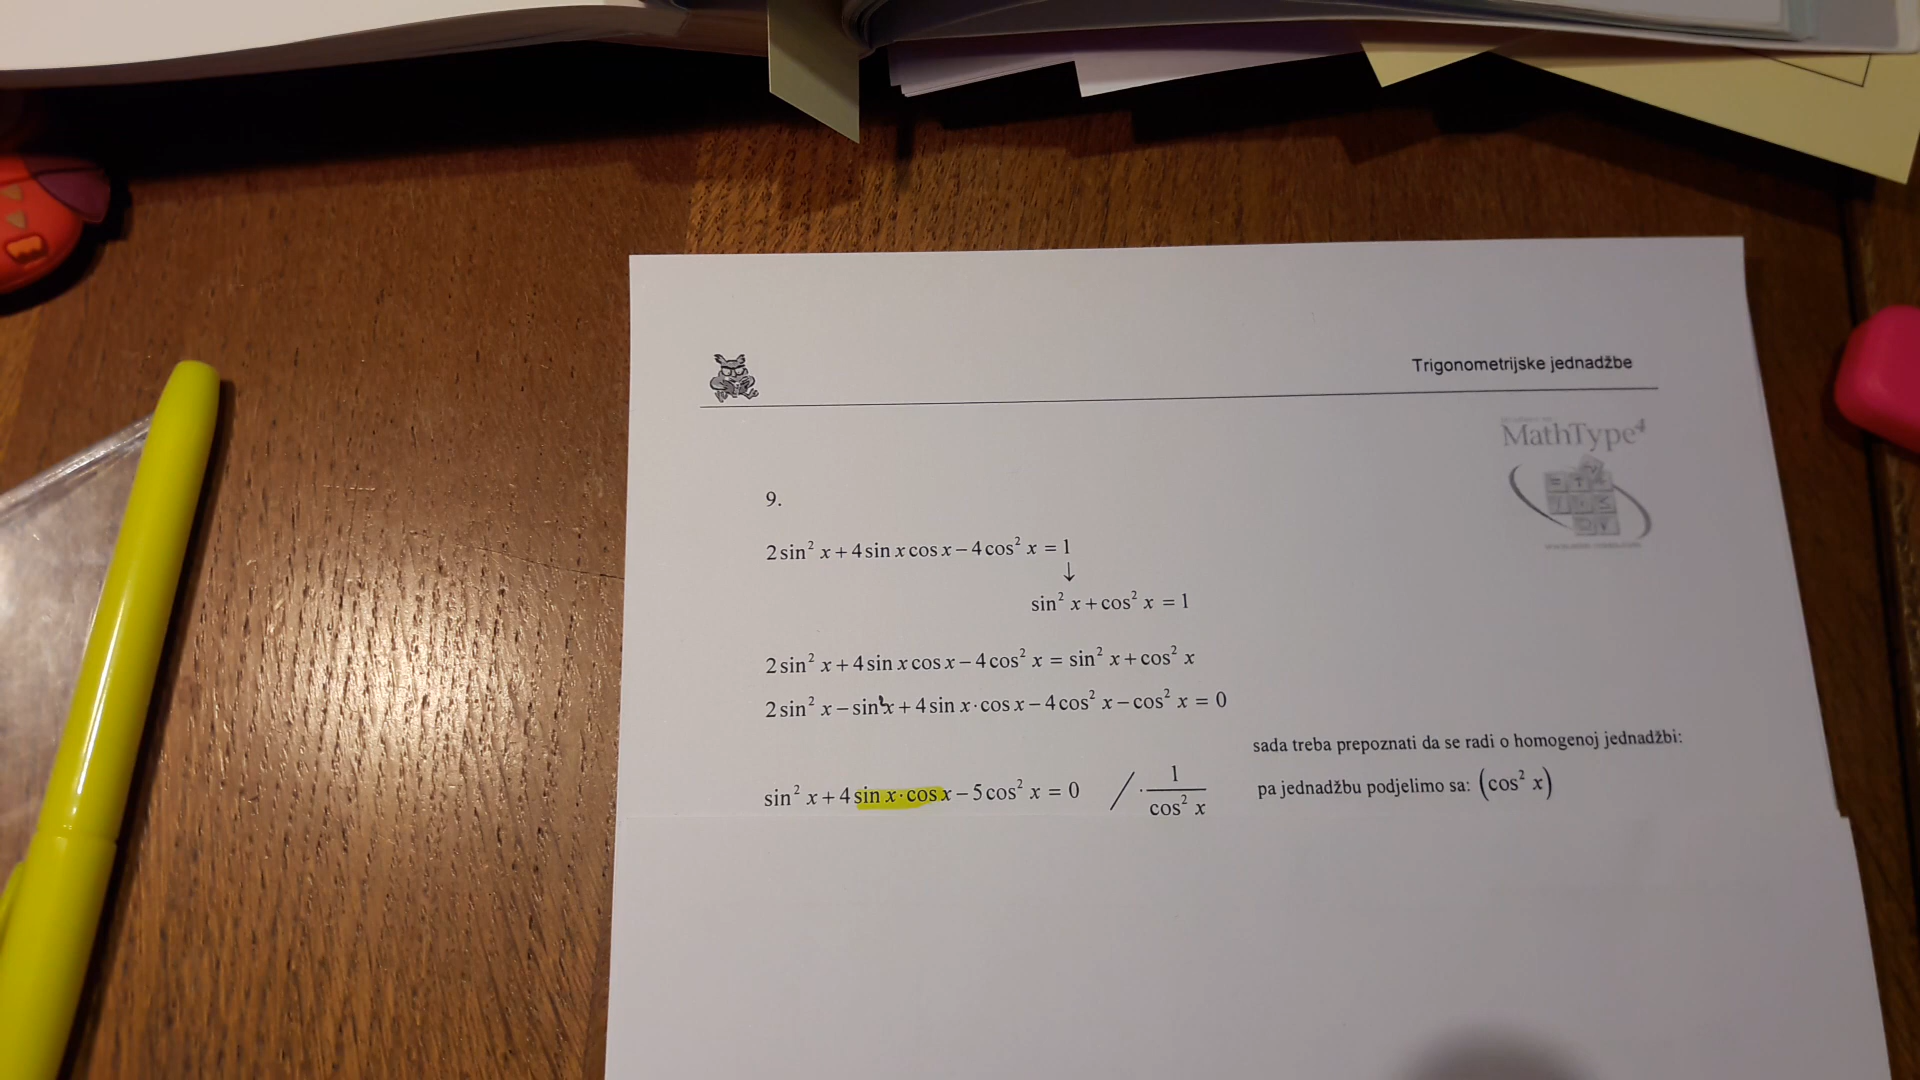 Trigonometrijske jednadžbe
MathType⁴
9.
2 sin² x + 4 sin x cos x − 4 cos² x = 1
↓
sin² x + cos² x = 1
2 sin² x + 4 sin x cos x − 4 cos² x = sin² x + cos² x
2 sin² x − sin² x + 4 sin x · cos x − 4 cos² x − cos² x = 0
sada treba prepoznati da se radi o homogenoj jednadžbi:
sin² x + 4 sin x · cos x − 5 cos² x = 0 / · 1/cos² x pa jednadžbu podjelimo sa: (cos² x)